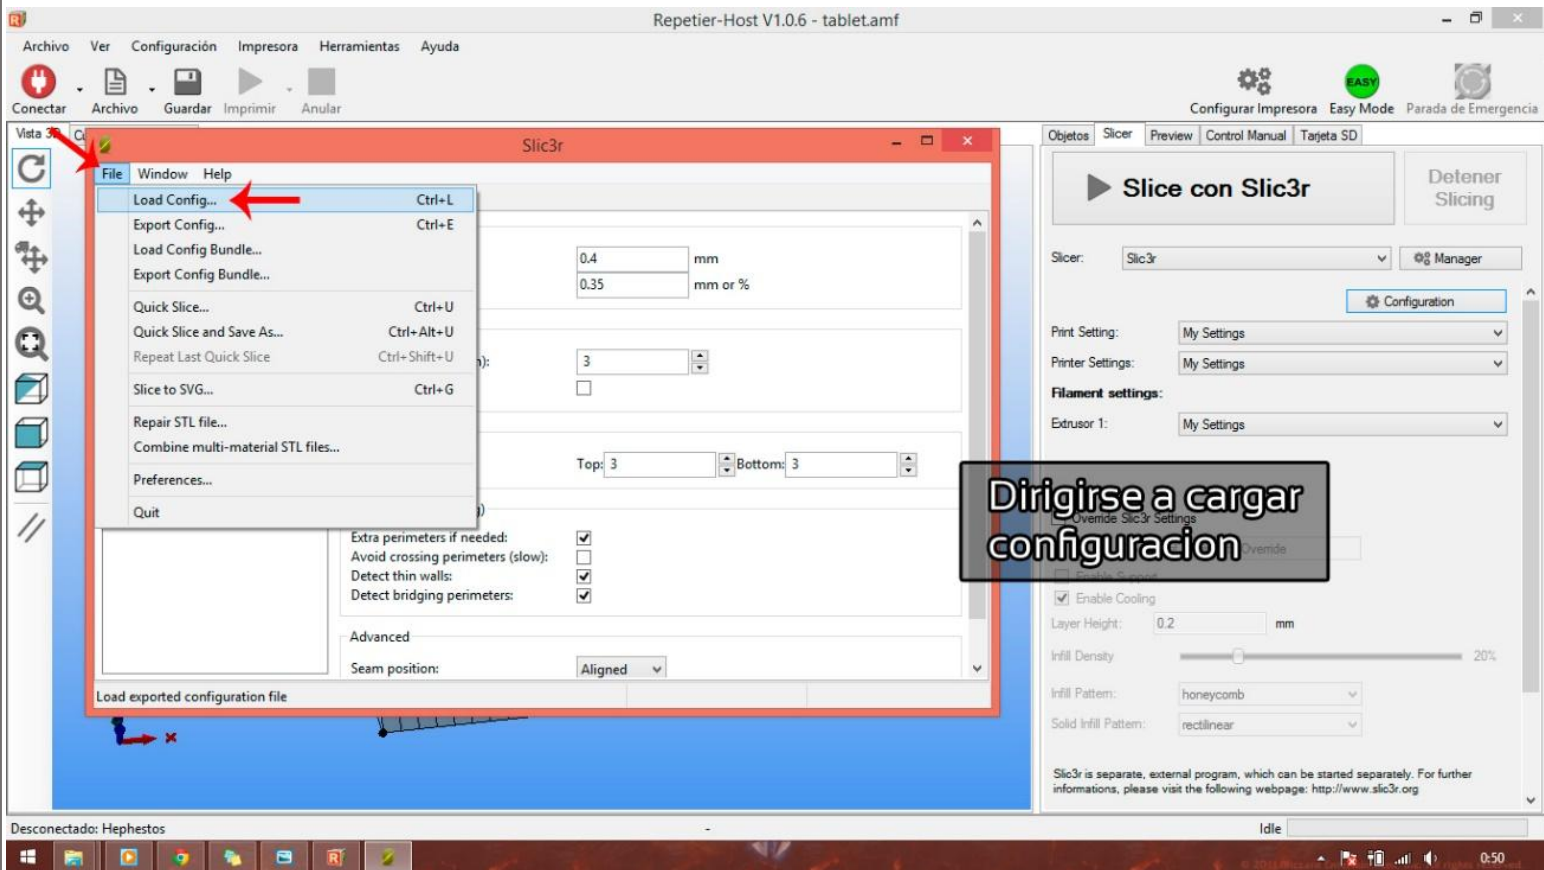 Repetier-Host V1.0.6 - tablet.amf
Archivo Ver Configuración Impresora Herramientas Ayuda
Conectar Archivo Guardar Imprimir Anular
EASY
Configurar Impresora Easy Mode Parada de Emergencia
Vista
Objetos Slicer Preview Control Manual Tarjeta SD
Slic3r
File Window Help
Load Config... Ctrl+L
Export Config... Ctrl+E
Load Config Bundle...
Export Config Bundle...
Quick Slice... Ctrl+U
Quick Slice and Save As... Ctrl+Alt+U
Repeat Last Quick Slice Ctrl+Shift+U
Slice to SVG... Ctrl+G
Repair STL file...
Combine multi-material STL files...
Preferences...
Quit
0.4 mm
0.35 mm or %
3
Top: 3 Bottom: 3
Extra perimeters if needed:
Avoid crossing perimeters (slow):
Detect thin walls:
Detect bridging perimeters:
Advanced
Seam position: Aligned
Load exported configuration file
Slice con Slic3r
Detener
Slicing
Slicer: Slic3r Manager
Configuration
Print Setting: My Settings
Printer Settings: My Settings
Filament settings:
Extrusor 1: My Settings
Dirigirse a cargar
configuracion
Override Slic3r Settings
Override
Enable Support
Enable Cooling
Layer Height: 0.2 mm
Infill Density 20%
Infill Pattern: honeycomb
Solid Infill Pattern: rectilinear
Slic3r is separate, external program, which can be started separately. For further
informations, please visit the following webpage: http://www.slic3r.org
Desconectado: Hephestos - Idle
0:50